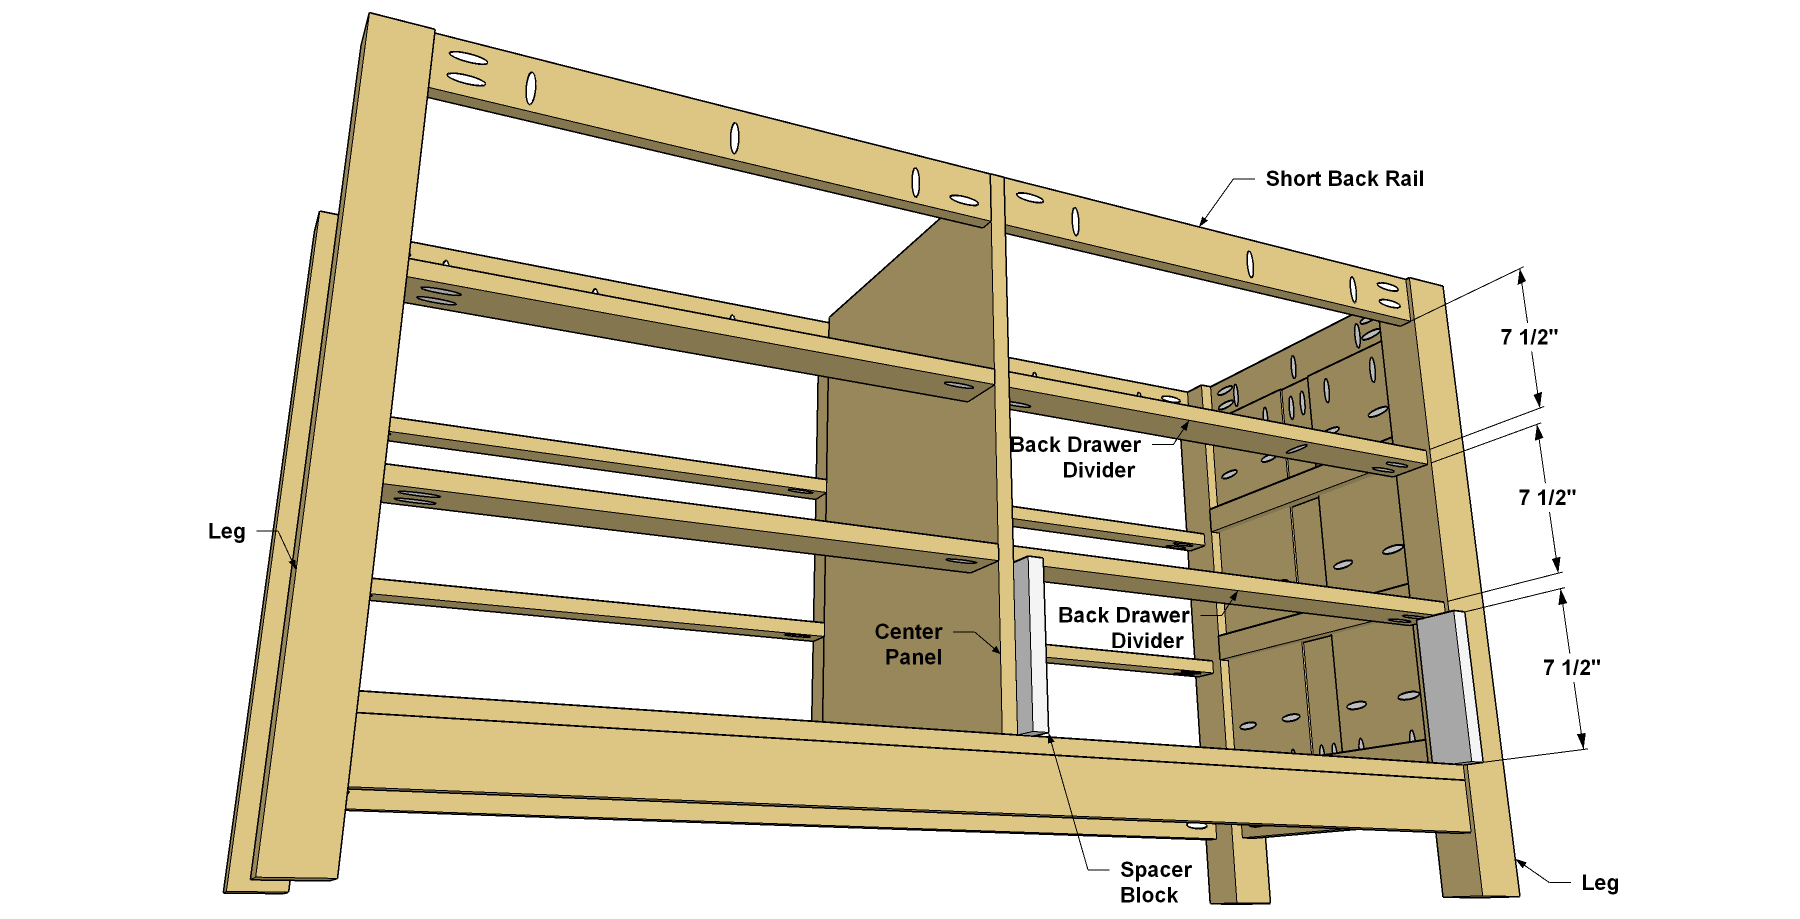 Short Back Rail
7 1/2"
Back Drawer
Divider
7 1/2"
Leg
Back Drawer
Divider
Center
Panel
7 1/2"
Spacer
Block
Leg